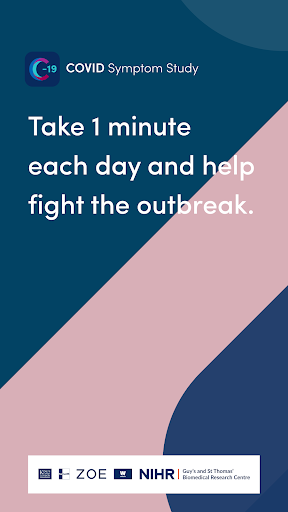 C-19 COVID Symptom Study
Take 1 minute
each day and help
fight the outbreak.
ZOE NIHR Guy's and St Thomas'
Biomedical Research Centre